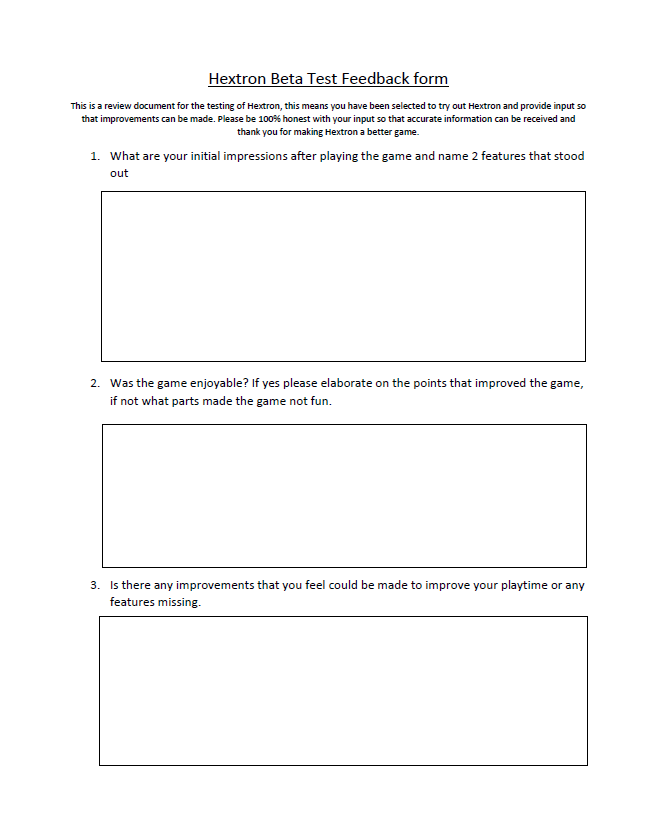 Hextron Beta Test Feedback form
This is a review document for the testing of Hextron, this means you have been selected to try out Hextron and provide input so
that improvements can be made. Please be 100% honest with your input so that accurate information can be received and
thank you for making Hextron a better game.
1. What are your initial impressions after playing the game and name 2 features that stood
out
2. Was the game enjoyable? If yes please elaborate on the points that improved the game,
if not what parts made the game not fun.
3. Is there any improvements that you feel could be made to improve your playtime or any
features missing.